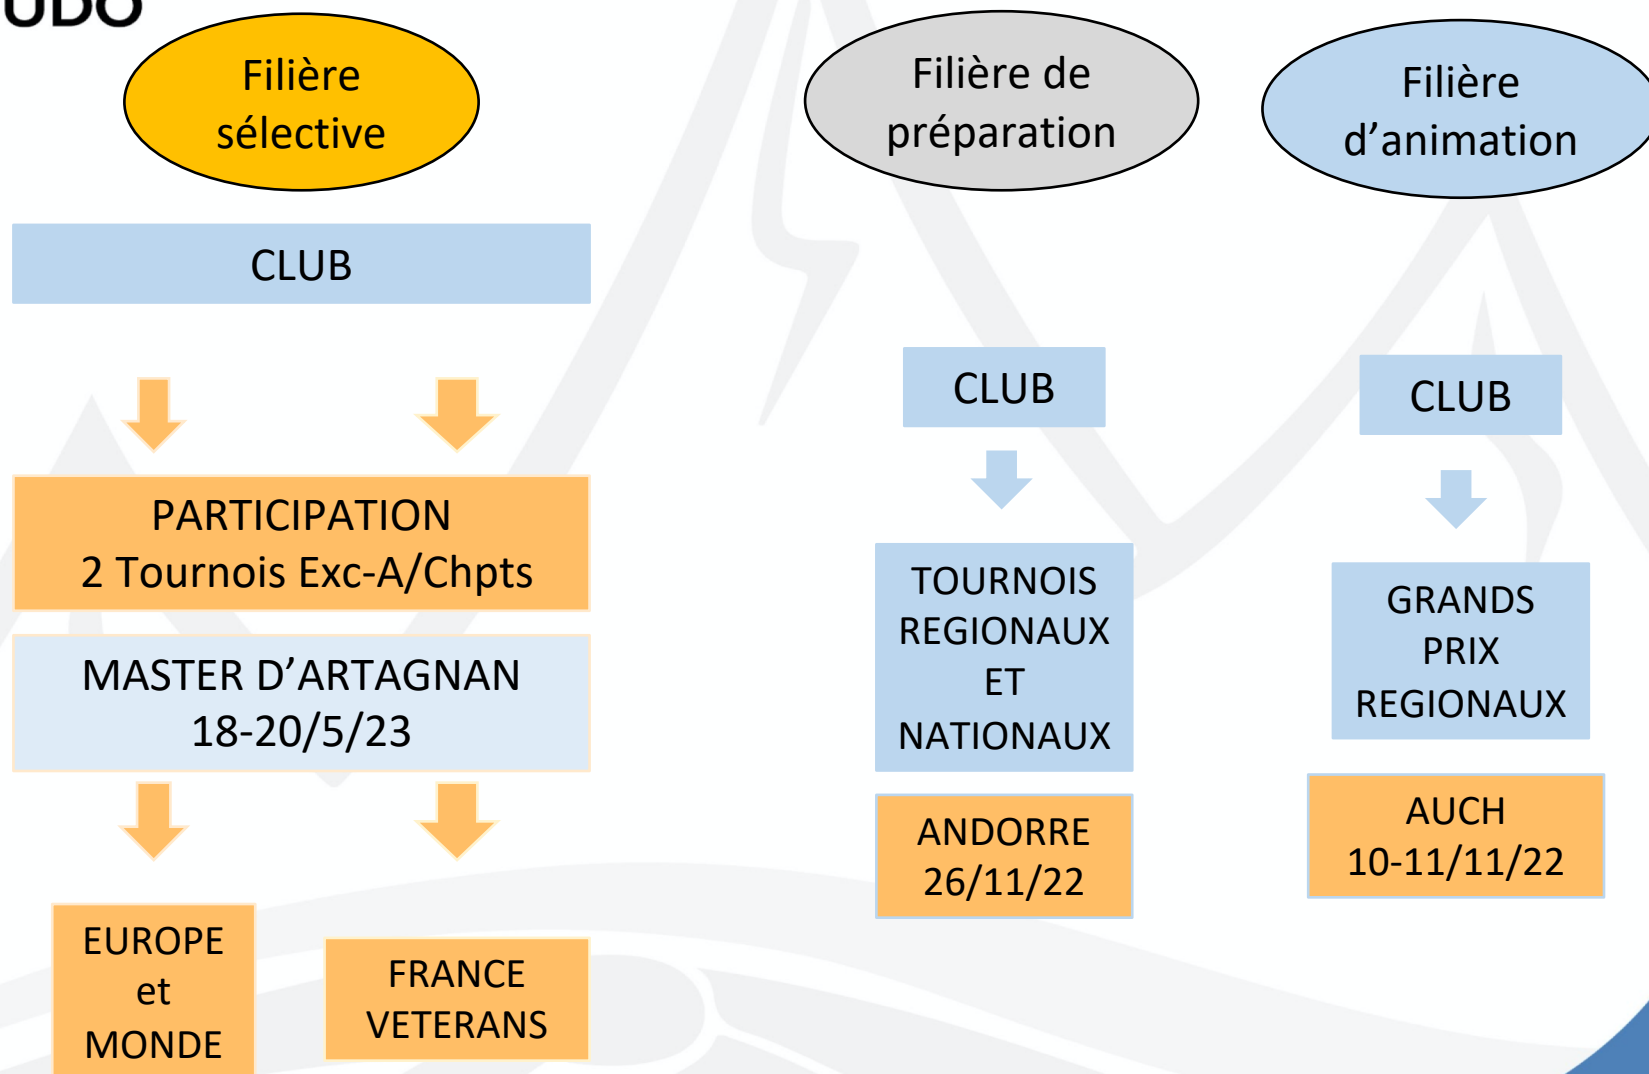 UDO
Filière
sélective
CLUB
PARTICIPATION
2 Tournois Exc-A/Chpts
MASTER D’ARTAGNAN
18-20/5/23
EUROPE
et
MONDE
FRANCE
VETERANS
Filière de
préparation
CLUB
TOURNOIS
REGIONAUX
ET
NATIONAUX
ANDORRE
26/11/22
Filière
d’animation
CLUB
GRANDS
PRIX
REGIONAUX
AUCH
10-11/11/22